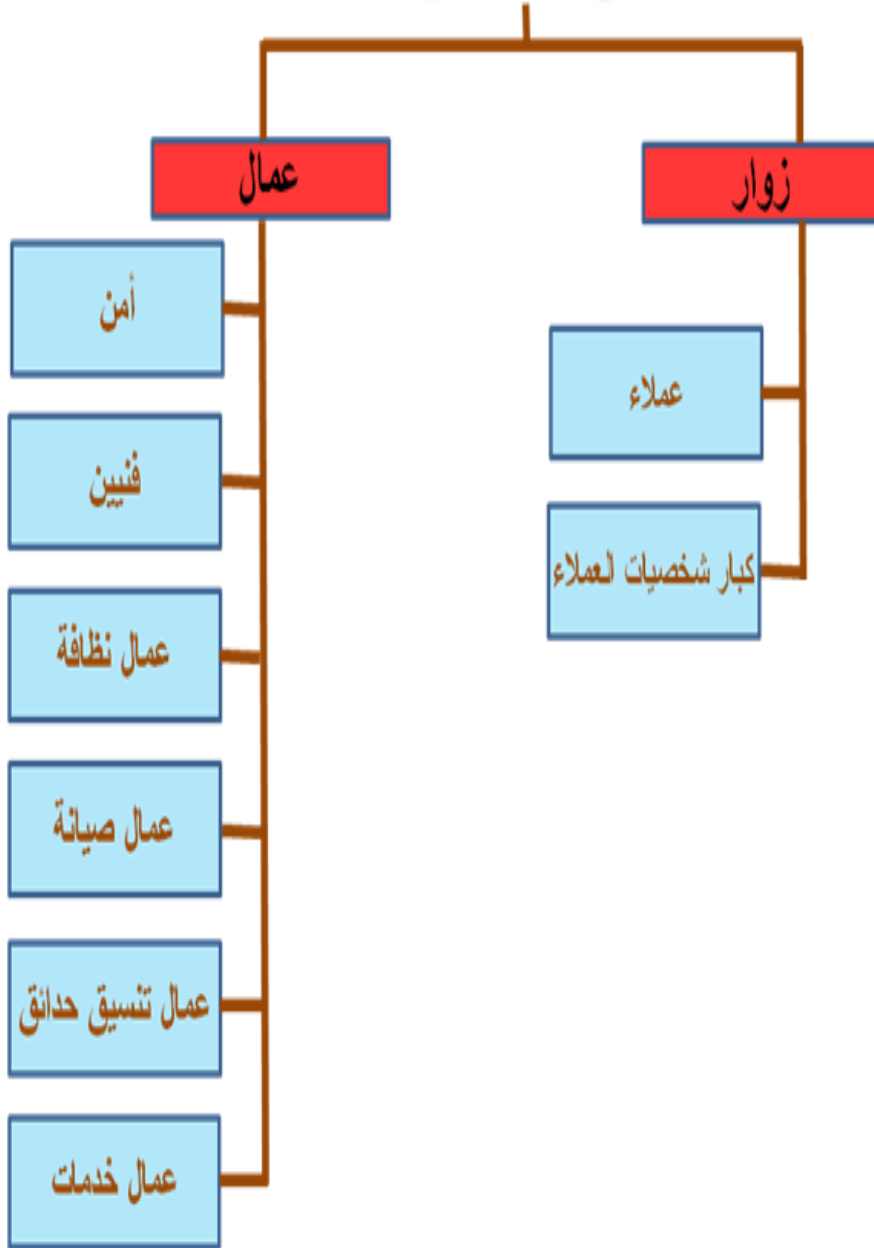 زوار
عملاء
كبار شخصيات العملاء
عمال
أمن
فنيين
عمال نظافة
عمال صيانة
عمال تنسيق حدائق
عمال خدمات